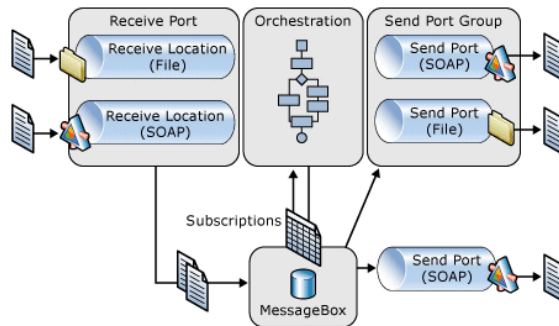 Receive Port
Orchestration
Send Port Group
Receive Location
(File)
Send Port
(SOAP)
Receive Location
(SOAP)
Send Port
(File)
Subscriptions
MessageBox
Send Port
(SOAP)